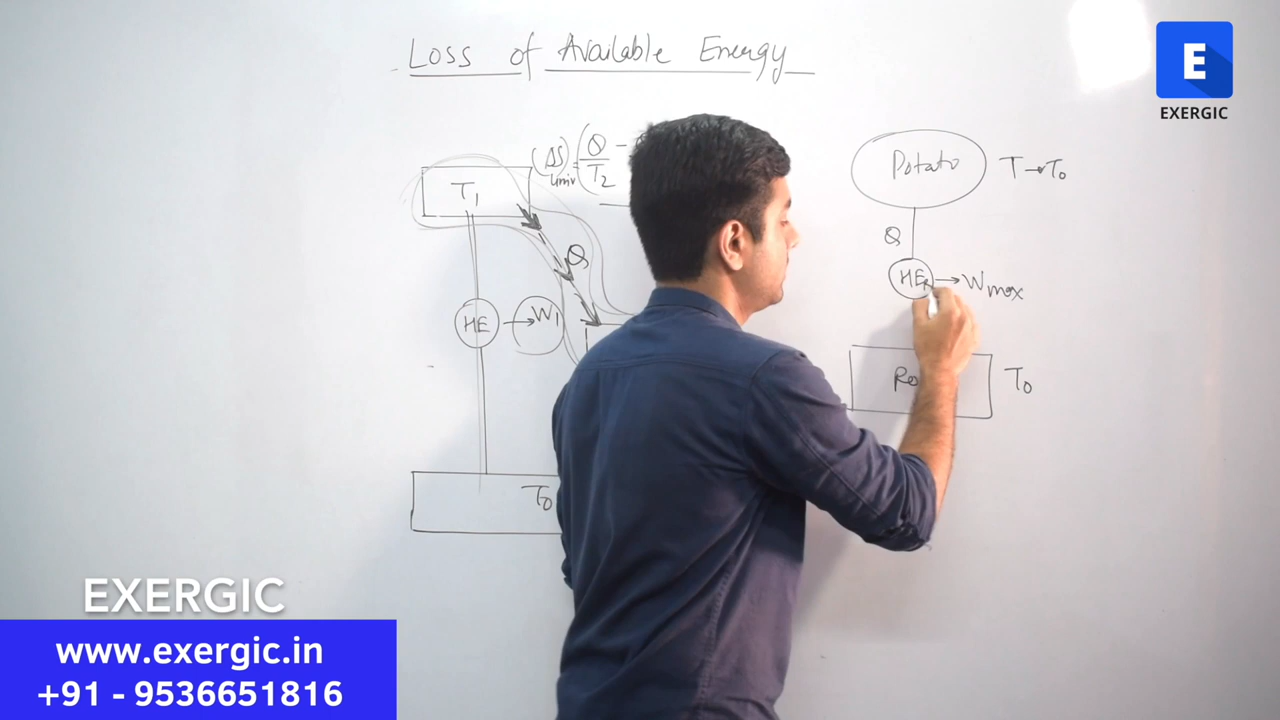 Loss of Available Energy
E
EXERGIC
(ΔS)univ = (Q/T2 -
T1
Q
HE → W1
T0
Potato T→T0
Q
HE → Wmax
T0
EXERGIC
www.exergic.in
+91 - 9536651816